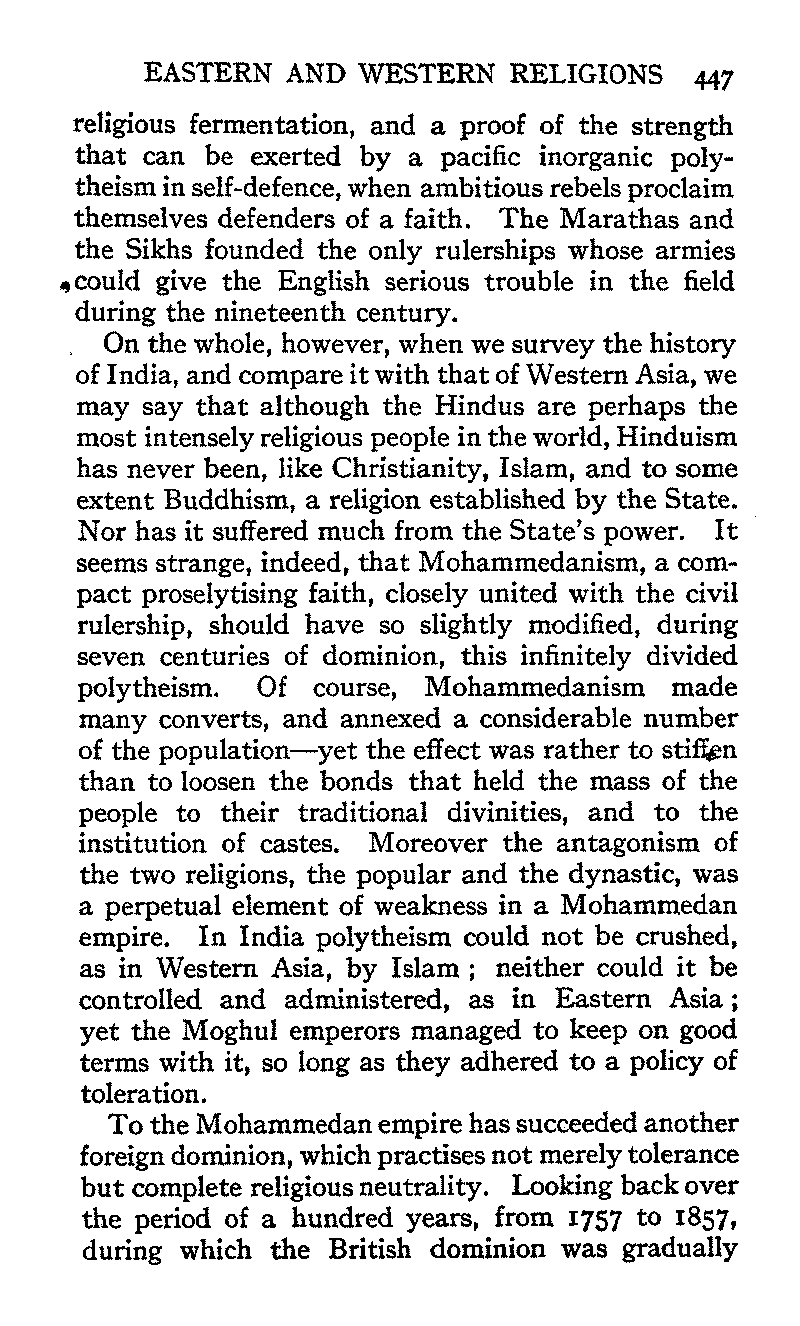 EASTERN AND WESTERN RELIGIONS 447
religious fermentation, and a proof of the strength
that can be exerted by a pacific inorganic poly-
theism in self-defence, when ambitious rebels proclaim
themselves defenders of a faith. The Marathas and
the Sikhs founded the only rulerships whose armies
could give the English serious trouble in the field
during the nineteenth century.
On the whole, however, when we survey the history
of India, and compare it with that of Western Asia, we
may say that although the Hindus are perhaps the
most intensely religious people in the world, Hinduism
has never been, like Christianity, Islam, and to some
extent Buddhism, a religion established by the State.
Nor has it suffered much from the State's power. It
seems strange, indeed, that Mohammedanism, a com-
pact proselytising faith, closely united with the civil
rulership, should have so slightly modified, during
seven centuries of dominion, this infinitely divided
polytheism. Of course, Mohammedanism made
many converts, and annexed a considerable number
of the population—yet the effect was rather to stiffen
than to loosen the bonds that held the mass of the
people to their traditional divinities, and to the
institution of castes. Moreover the antagonism of
the two religions, the popular and the dynastic, was
a perpetual element of weakness in a Mohammedan
empire. In India polytheism could not be crushed,
as in Western Asia, by Islam ; neither could it be
controlled and administered, as in Eastern Asia ;
yet the Moghul emperors managed to keep on good
terms with it, so long as they adhered to a policy of
toleration.
To the Mohammedan empire has succeeded another
foreign dominion, which practises not merely tolerance
but complete religious neutrality. Looking back over
the period of a hundred years, from 1757 to 1857,
during which the British dominion was gradually